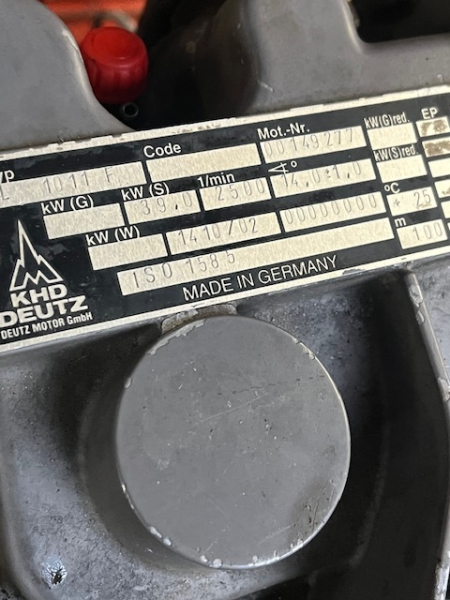 yp Code Mot.-Nr. kW(G)red. EP
L 1011 F 00149277
kW (G) kW (S) 1/min ∢° kW(S)red.
39,0 2500 14,0±1,0 °C
kW (W) 1410/02 00000000 + 25
ISO 1585 m 100
MADE IN GERMANY
KHD
DEUTZ
DEUTZ MOTOR GmbH